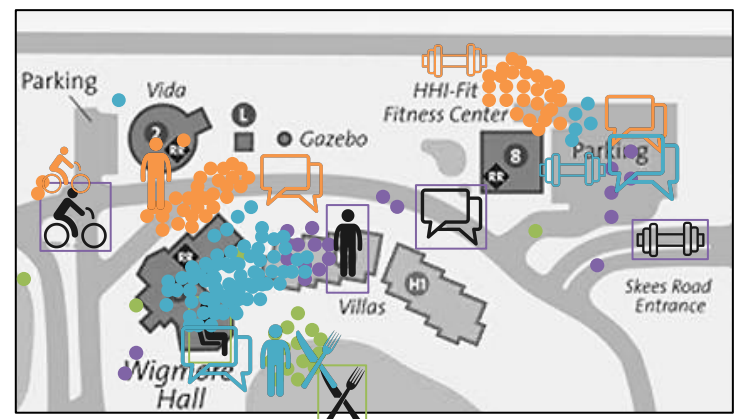 Parking
Vida
2
RR
L
Gazebo
HHI-Fit
Fitness Center
8
RR
Parking
RR
Villas
H1
Skees Road
Entrance
Wigmore
Hall